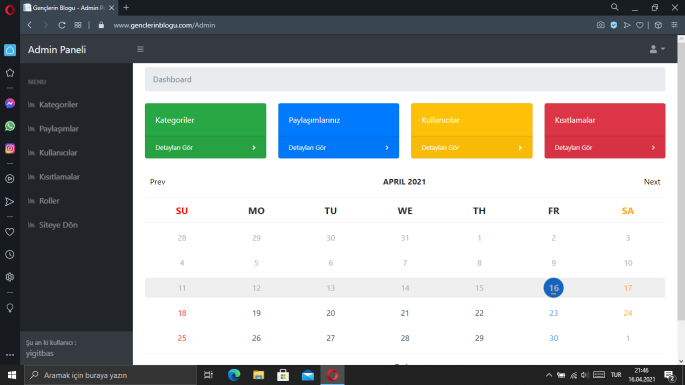 Gençlerin Blogu - Admin P
www.gençlerinblogu.com/Admin
Admin Paneli
MENU
Kategoriler
Paylaşımlar
Kullanıcılar
Kısıtlamalar
Roller
Siteye Dön
Şu an ki kullanıcı :
yigitbas
Dashboard
Kategoriler
Detayları Gör
Paylaşımlarınız
Detayları Gör
Kullanıcılar
Detayları Gör
Kısıtlamalar
Detayları Gör
Prev APRIL 2021 Next
SU MO TU WE TH FR SA
28 29 30 31 1 2 3
4 5 6 7 8 9 10
11 12 13 14 15 16 17
18 19 20 21 22 23 24
25 26 27 28 29 30 1
Aramak için buraya yazın
TUR
21:46
16.04.2021
2